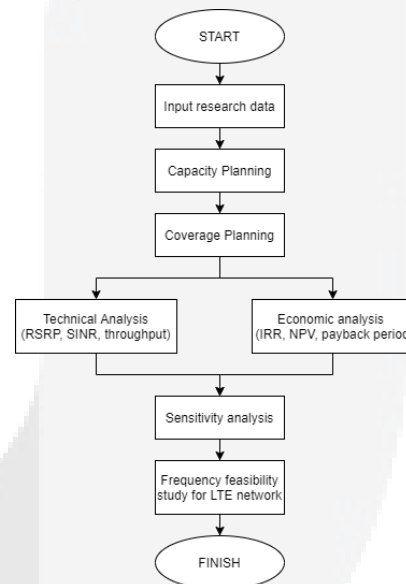 START
Input research data
Capacity Planning
Coverage Planning
Technical Analysis
(RSRP, SINR, throughput)
Economic analysis
(IRR, NPV, payback period
Sensitivity analysis
Frequency feasibility
study for LTE network
FINISH